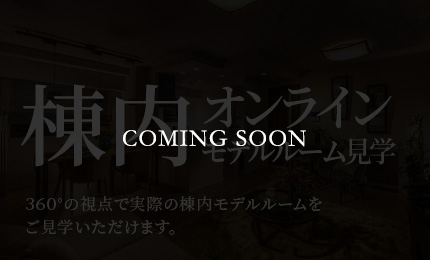 棟内
オンライン
モデルルーム見学
COMING SOON
360°の視点で実際の棟内モデルルームを
ご見学いただけます。